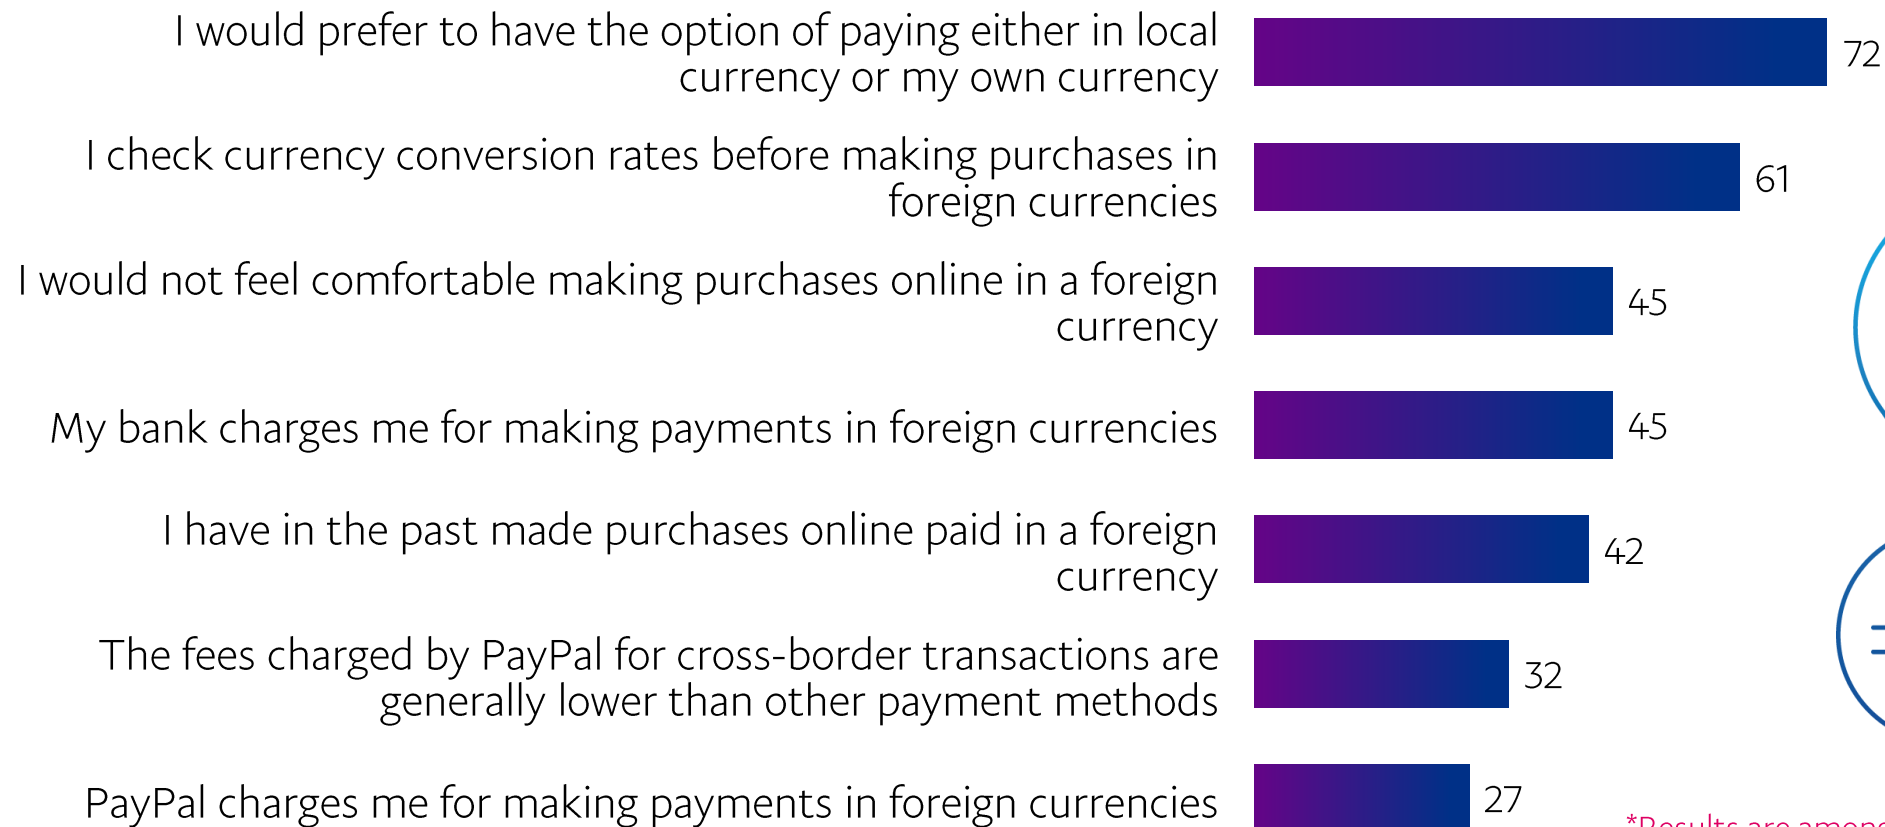 I would prefer to have the option of paying either in local
currency or my own currency
72
I check currency conversion rates before making purchases in
foreign currencies
61
I would not feel comfortable making purchases online in a foreign
currency
45
My bank charges me for making payments in foreign currencies
45
I have in the past made purchases online paid in a foreign
currency
42
The fees charged by PayPal for cross-border transactions are
generally lower than other payment methods
32
PayPal charges me for making payments in foreign currencies
27
*Results are among